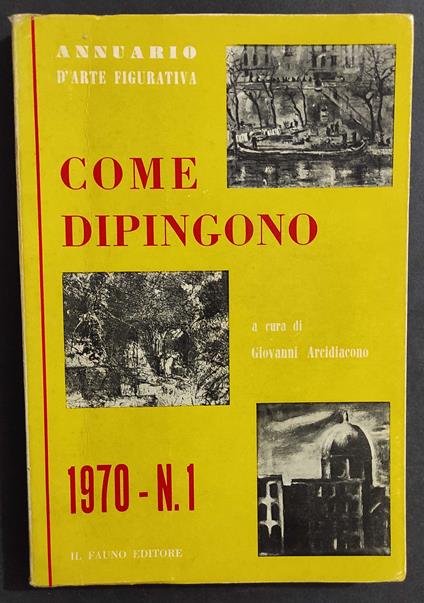 ANNUARIO
D'ARTE FIGURATIVA
COME
DIPINGONO
a cura di
Giovanni Arcidiacono
1970 - N. 1
IL FAUNO EDITORE